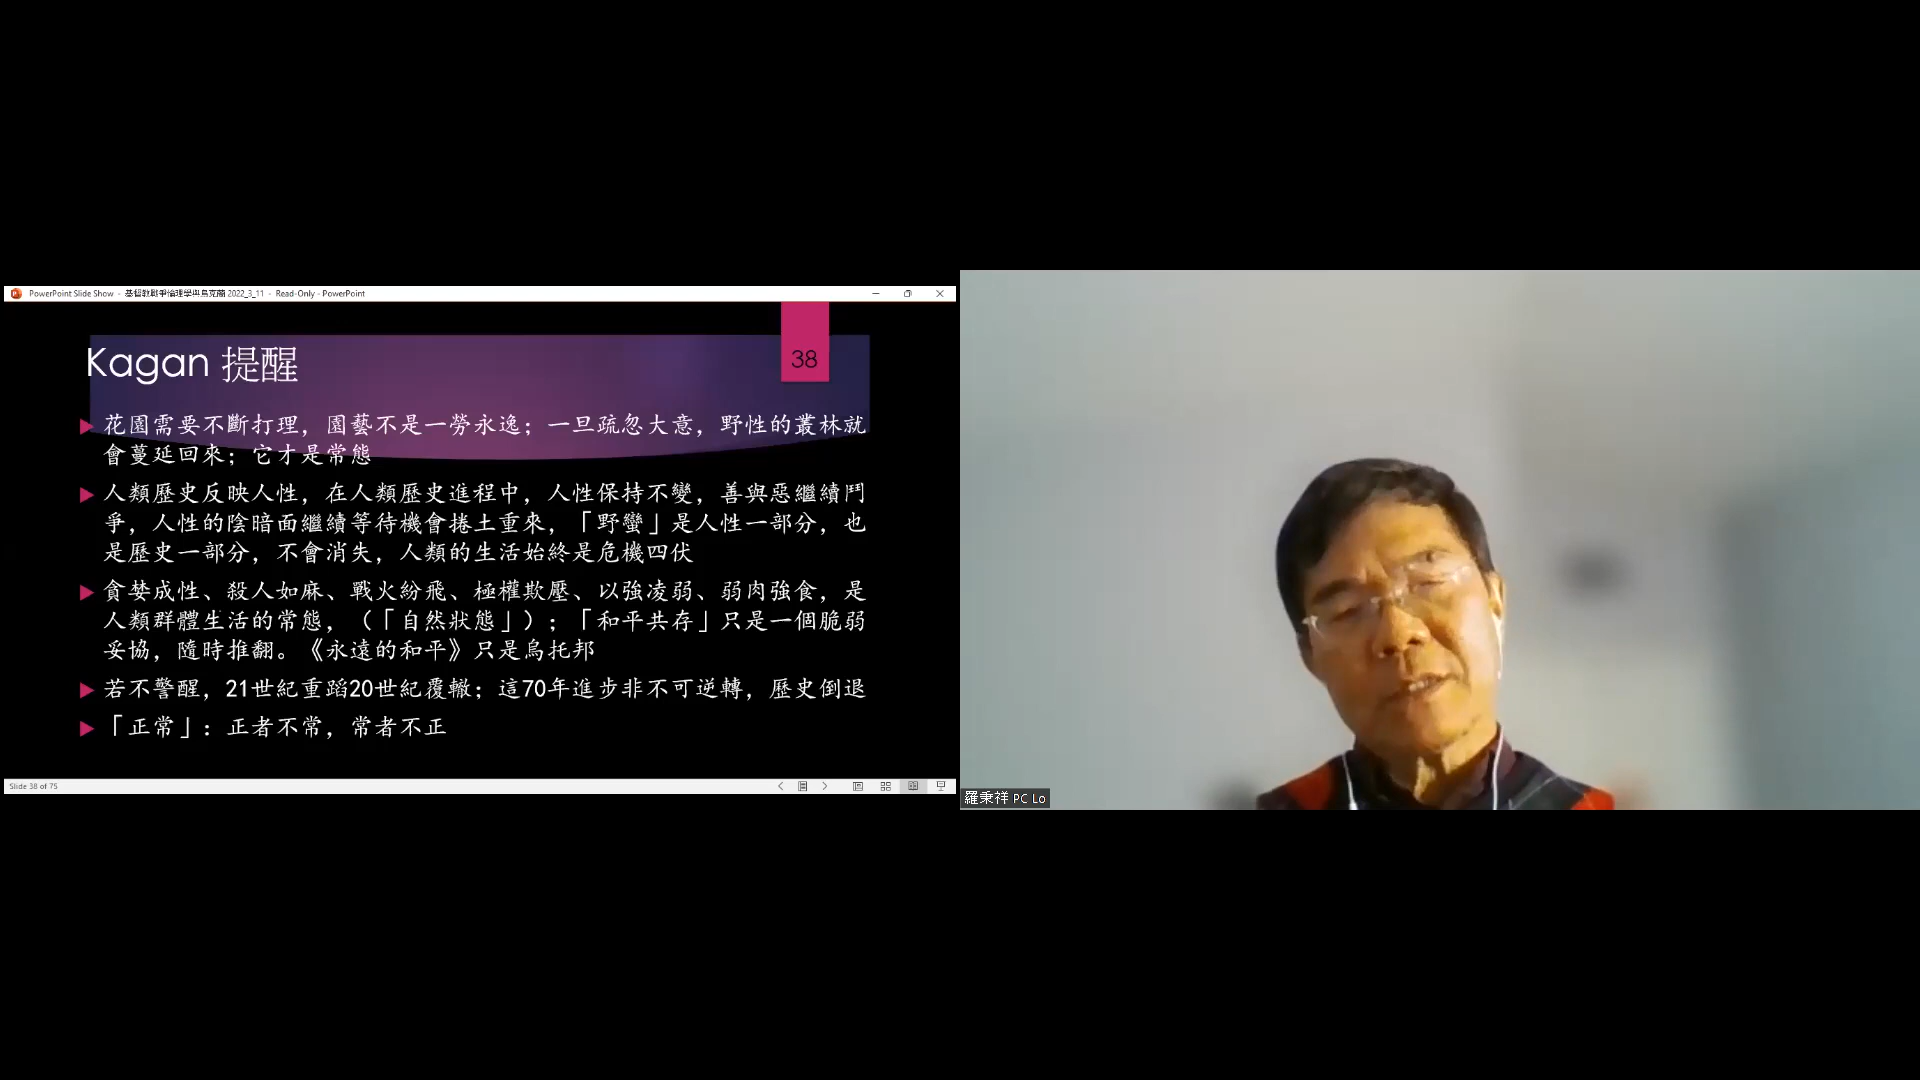 PowerPoint Slide Show - 基督教戰爭倫理學與烏克蘭 2022_3_11 - Read-Only - PowerPoint
38
Kagan 提醒
花園需要不斷打理，園藝不是一勞永逸；一旦疏忽大意，野性的叢林就
會蔓延回來；它才是常態
人類歷史反映人性，在人類歷史進程中，人性保持不變，善與惡繼續鬥
爭，人性的陰暗面繼續等待機會捲土重來，「野蠻」是人性一部分，也
是歷史一部分，不會消失，人類的生活始終是危機四伏
貪婪成性、殺人如麻、戰火紛飛、極權欺壓、以強凌弱、弱肉強食，是
人類群體生活的常態，（「自然狀態」）；「和平共存」只是一個脆弱
妥協，隨時推翻。《永遠的和平》只是烏托邦
若不警醒，21世紀重蹈20世紀覆轍；這70年進步非不可逆轉，歷史倒退
「正常」：正者不常，常者不正
Slide 38 of 75
羅秉祥 PC Lo